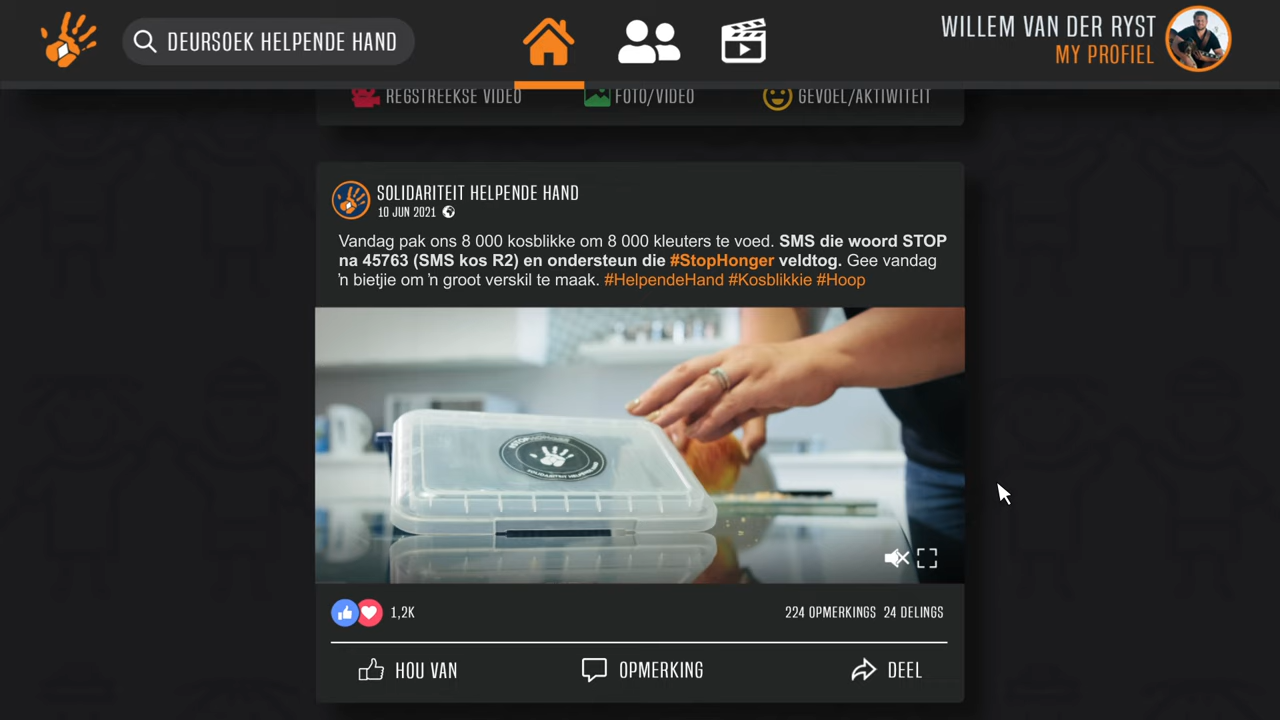 DEURSOEK HELPENDE HAND
WILLEM VAN DER RYST
MY PROFIEL
REGSTREEKSE VIDEO FOTO/VIDEO GEVOEL/AKTIWITEIT
SOLIDARITEIT HELPENDE HAND
10 JUN 2021
Vandag pak ons 8 000 kosblikke om 8 000 kleuters te voed. SMS die woord STOP
na 45763 (SMS kos R2) en ondersteun die #StopHonger veldtog. Gee vandag
'n bietjie om 'n groot verskil te maak. #HelpendeHand #Kosblikkie #Hoop
1,2K
224 OPMERKINGS 24 DELINGS
HOU VAN OPMERKING DEEL